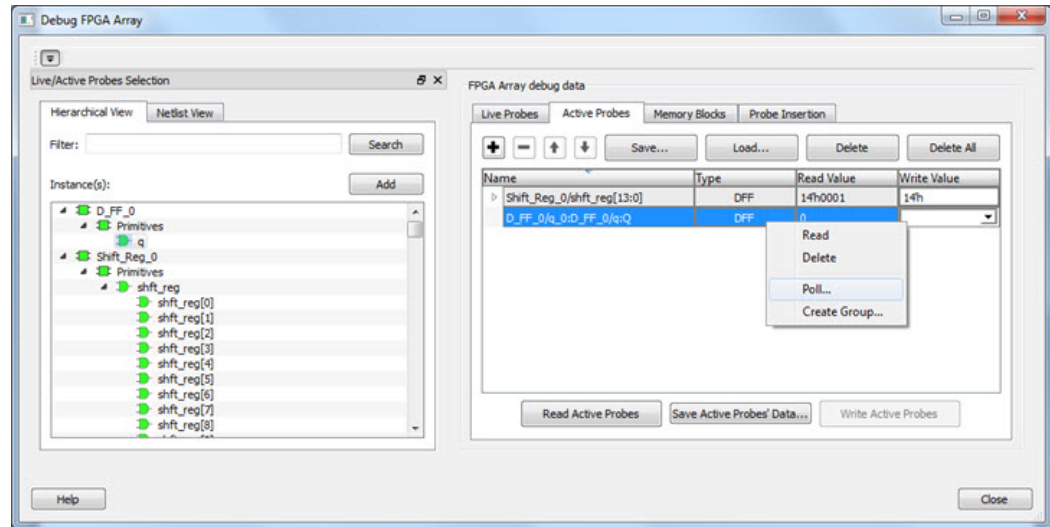 Debug FPGA Array
Live/Active Probes Selection
Hierarchical View Netlist View
Filter: Search
Instance(s): Add
D_FF_0
Primitives
q
Shift_Reg_0
Primitives
shft_reg
shft_reg[0]
shft_reg[1]
shft_reg[2]
shft_reg[3]
shft_reg[4]
shft_reg[5]
shft_reg[6]
shft_reg[7]
shft_reg[8]
FPGA Array debug data
Live Probes Active Probes Memory Blocks Probe Insertion
Save... Load... Delete Delete All
Name Type Read Value Write Value
Shift_Reg_0/shft_reg[13:0] DFF 14'h0001 14'h
D_FF_0/q_0:D_FF_0/q:Q DFF 0
Read
Delete
Poll...
Create Group...
Read Active Probes Save Active Probes' Data... Write Active Probes
Help Close